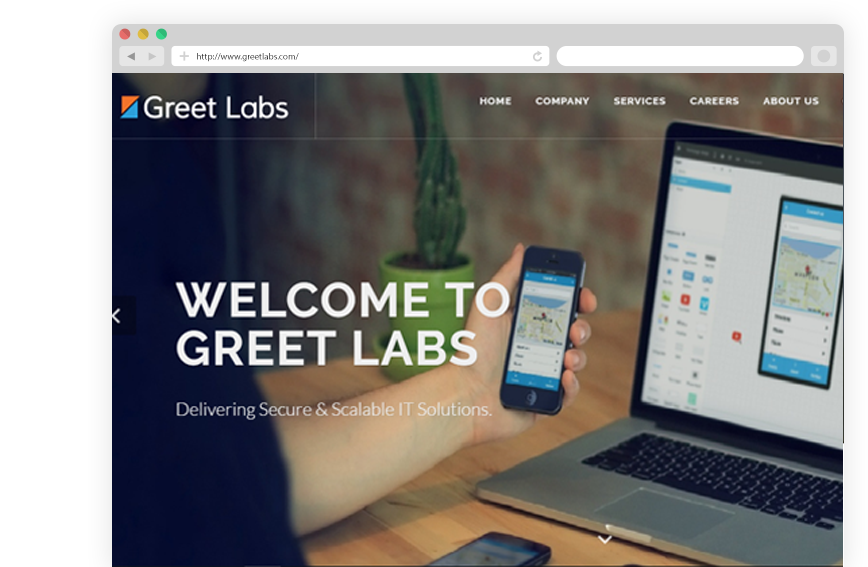 http://www.greetlabs.com/
Greet Labs
HOME COMPANY SERVICES CAREERS ABOUT US
WELCOME TO
GREET LABS
Delivering Secure & Scalable IT Solutions.